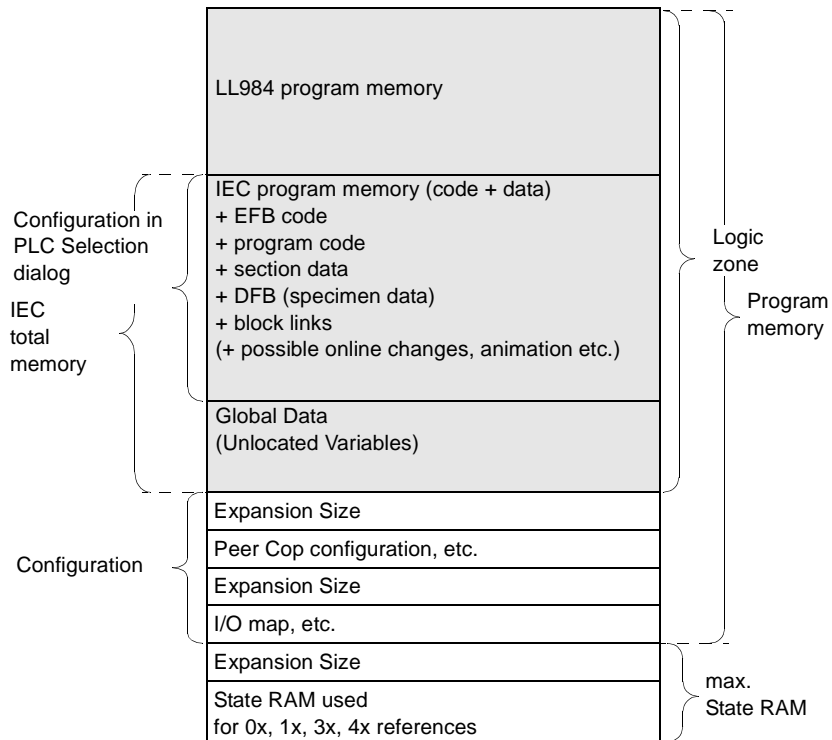 LL984 program memory
IEC program memory (code + data)
+ EFB code
+ program code
+ section data
+ DFB (specimen data)
+ block links
(+ possible online changes, animation etc.)
Configuration in
PLC Selection
dialog
IEC
total
memory
Logic
zone
Program
memory
Global Data
(Unlocated Variables)
Expansion Size
Peer Cop configuration, etc.
Expansion Size
I/O map, etc.
Configuration
Expansion Size
State RAM used
for 0x, 1x, 3x, 4x references
max.
State RAM